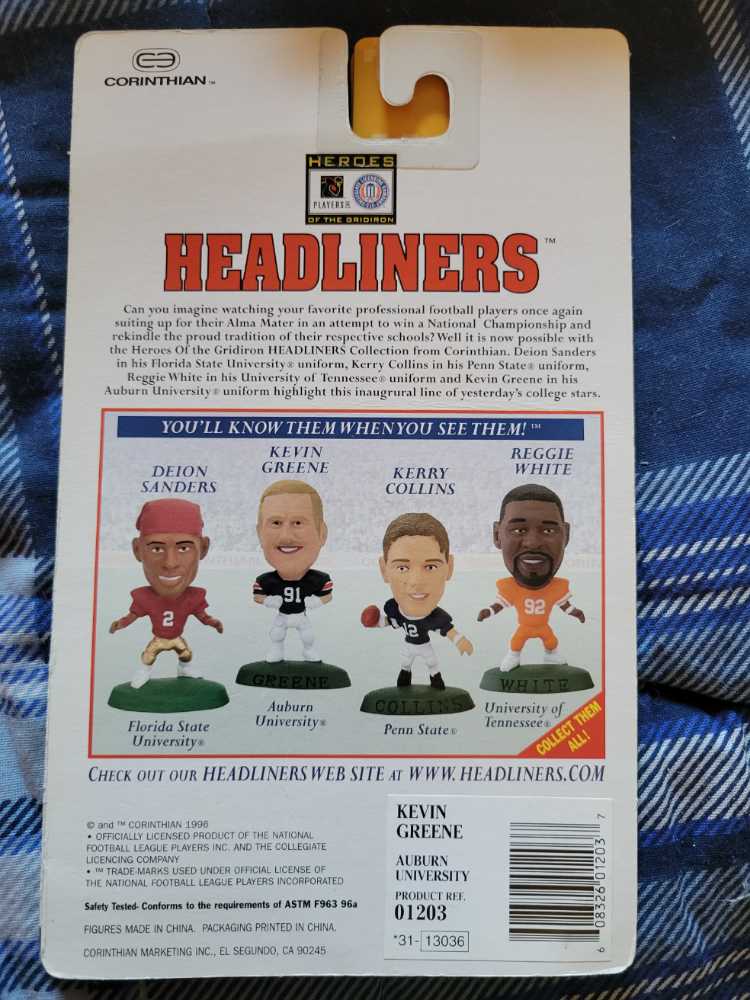 CORINTHIAN™
HEROES
PLAYERS INC
OF THE GRIDIRON
HEADLINERS™
Can you imagine watching your favorite professional football players once again
suiting up for their Alma Mater in an attempt to win a National Championship and
rekindle the proud tradition of their respective schools? Well it is now possible with
the Heroes Of the Gridiron HEADLINERS Collection from Corinthian. Deion Sanders
in his Florida State University® uniform, Kerry Collins in his Penn State® uniform,
Reggie White in his University of Tennessee® uniform and Kevin Greene in his
Auburn University® uniform highlight this inaugrural line of yesterday's college stars.
YOU'LL KNOW THEM WHEN YOU SEE THEM! ™
DEION
SANDERS
KEVIN
GREENE
KERRY
COLLINS
REGGIE
WHITE
2
91
12
92
GREENE
COLLINS
WHITE
Florida State
University®
Auburn
University®
Penn State®
University of
Tennessee®
COLLECT THEM
ALL!
CHECK OUT OUR HEADLINERS WEB SITE AT WWW.HEADLINERS.COM
© and ™ CORINTHIAN 1996
• OFFICIALLY LICENSED PRODUCT OF THE NATIONAL
FOOTBALL LEAGUE PLAYERS INC. AND THE COLLEGIATE
LICENCING COMPANY
• ™ TRADE-MARKS USED UNDER OFFICIAL LICENSE OF
THE NATIONAL FOOTBALL LEAGUE PLAYERS INCORPORATED
Safety Tested- Conforms to the requirements of ASTM F963 96a
FIGURES MADE IN CHINA. PACKAGING PRINTED IN CHINA.
CORINTHIAN MARKETING INC., EL SEGUNDO, CA 90245
KEVIN
GREENE
AUBURN
UNIVERSITY
PRODUCT REF.
01203
*31- 13036
6 08326 01203 7